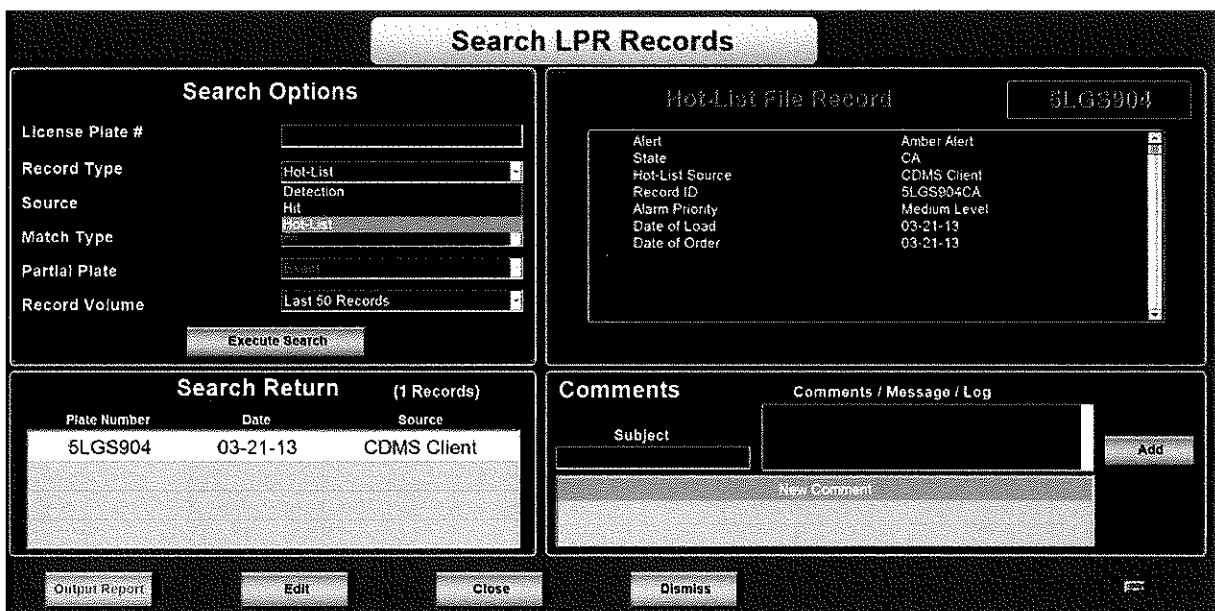 Search LPR Records
Search Options
License Plate #
Record Type
Hot-List
Detection
Hit
Hot-List
Source
Match Type
Partial Plate
Exact
Record Volume
Last 50 Records
Execute Search
Hot-List File Record
5LGS904
Alert Amber Alert
State CA
Hot-List Source CDMS Client
Record ID 5LGS904CA
Alarm Priority Medium Level
Date of Load 03-21-13
Date of Order 03-21-13
Search Return (1 Records)
Plate Number Date Source
5LGS904 03-21-13 CDMS Client
Comments
Comments / Message / Log
Subject
Add
New Comment
Output Report
Edit
Close
Dismiss